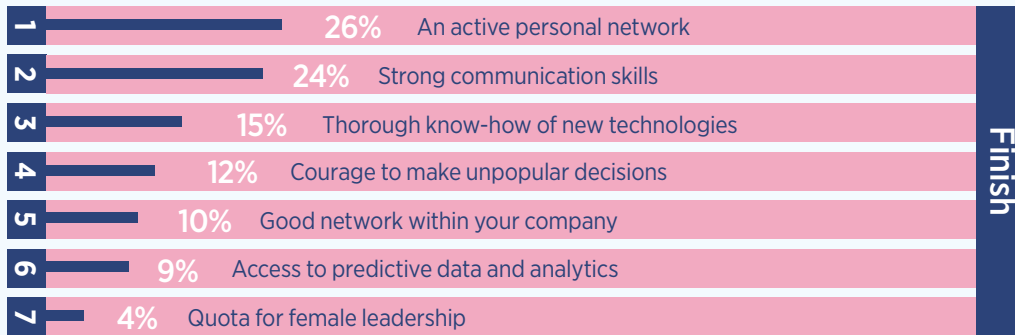 1 26% An active personal network
2 24% Strong communication skills
3 15% Thorough know-how of new technologies
4 12% Courage to make unpopular decisions
5 10% Good network within your company
6 9% Access to predictive data and analytics
7 4% Quota for female leadership
Finish